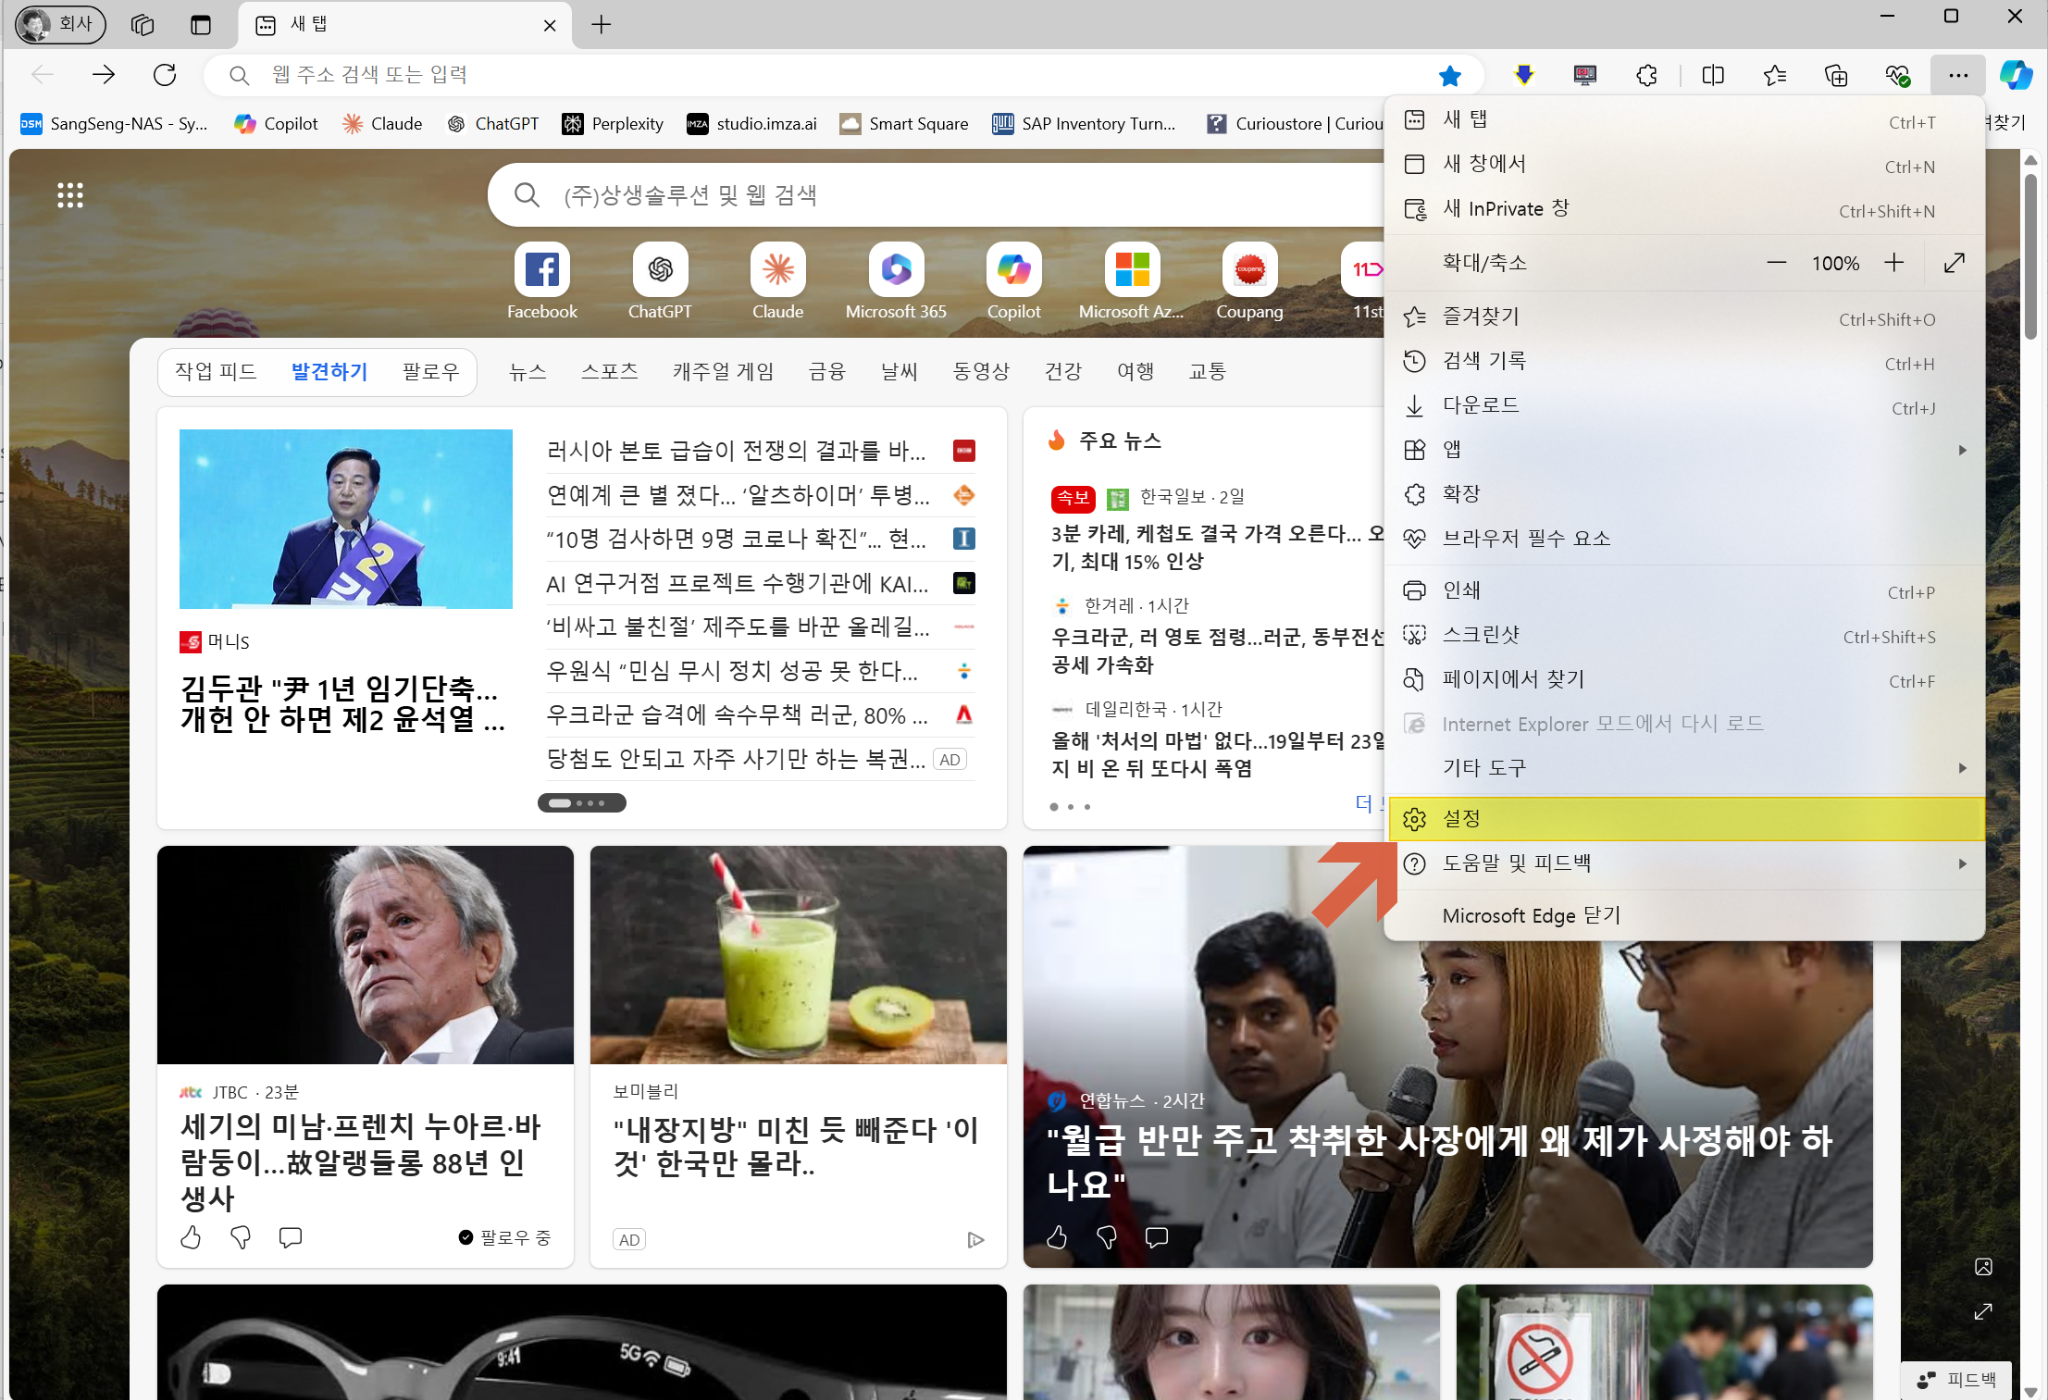 회사
새 탭
웹 주소 검색 또는 입력
SangSeng-NAS - Sy...
Copilot
Claude
ChatGPT
Perplexity
studio.imza.ai
Smart Square
SAP Inventory Turn...
Curioustore | Curiou
겨찾기
(주)상생솔루션 및 웹 검색
Facebook
ChatGPT
Claude
Microsoft 365
Copilot
Microsoft Az...
Coupang
11st
작업 피드
발견하기
팔로우
뉴스
스포츠
캐주얼 게임
금융
날씨
동영상
건강
여행
교통
머니S
김두관 "尹 1년 임기단축...
개헌 안 하면 제2 윤석열 ...
러시아 본토 급습이 전쟁의 결과를 바...
연예계 큰 별 졌다... ‘알츠하이머’ 투병...
“10명 검사하면 9명 코로나 확진”... 현...
AI 연구거점 프로젝트 수행기관에 KAI...
‘비싸고 불친절’ 제주도를 바꾼 올레길...
우원식 “민심 무시 정치 성공 못 한다...
우크라군 습격에 속수무책 러군, 80% ...
당첨도 안되고 자주 사기만 하는 복권... AD
주요 뉴스
속보 한국일보 · 2일
3분 카레, 케첩도 결국 가격 오른다... 오
기, 최대 15% 인상
한겨레 · 1시간
우크라군, 러 영토 점령...러군, 동부전선
공세 가속화
데일리한국 · 1시간
올해 '처서의 마법' 없다...19일부터 23일
지 비 온 뒤 또다시 폭염
더
새 탭 Ctrl+T
새 창에서 Ctrl+N
새 InPrivate 창 Ctrl+Shift+N
확대/축소 100%
즐겨찾기 Ctrl+Shift+O
검색 기록 Ctrl+H
다운로드 Ctrl+J
앱
확장
브라우저 필수 요소
인쇄 Ctrl+P
스크린샷 Ctrl+Shift+S
페이지에서 찾기 Ctrl+F
Internet Explorer 모드에서 다시 로드
기타 도구
설정
도움말 및 피드백
Microsoft Edge 닫기
JTBC · 23분
세기의 미남·프렌치 누아르·바
람둥이...故알랭들롱 88년 인
생사
팔로우 중
보미블리
"내장지방" 미친 듯 빼준다 '이
것' 한국만 몰라..
AD
연합뉴스 · 2시간
"월급 반만 주고 착취한 사장에게 왜 제가 사정해야 하
나요"
9:41
5G
피드백